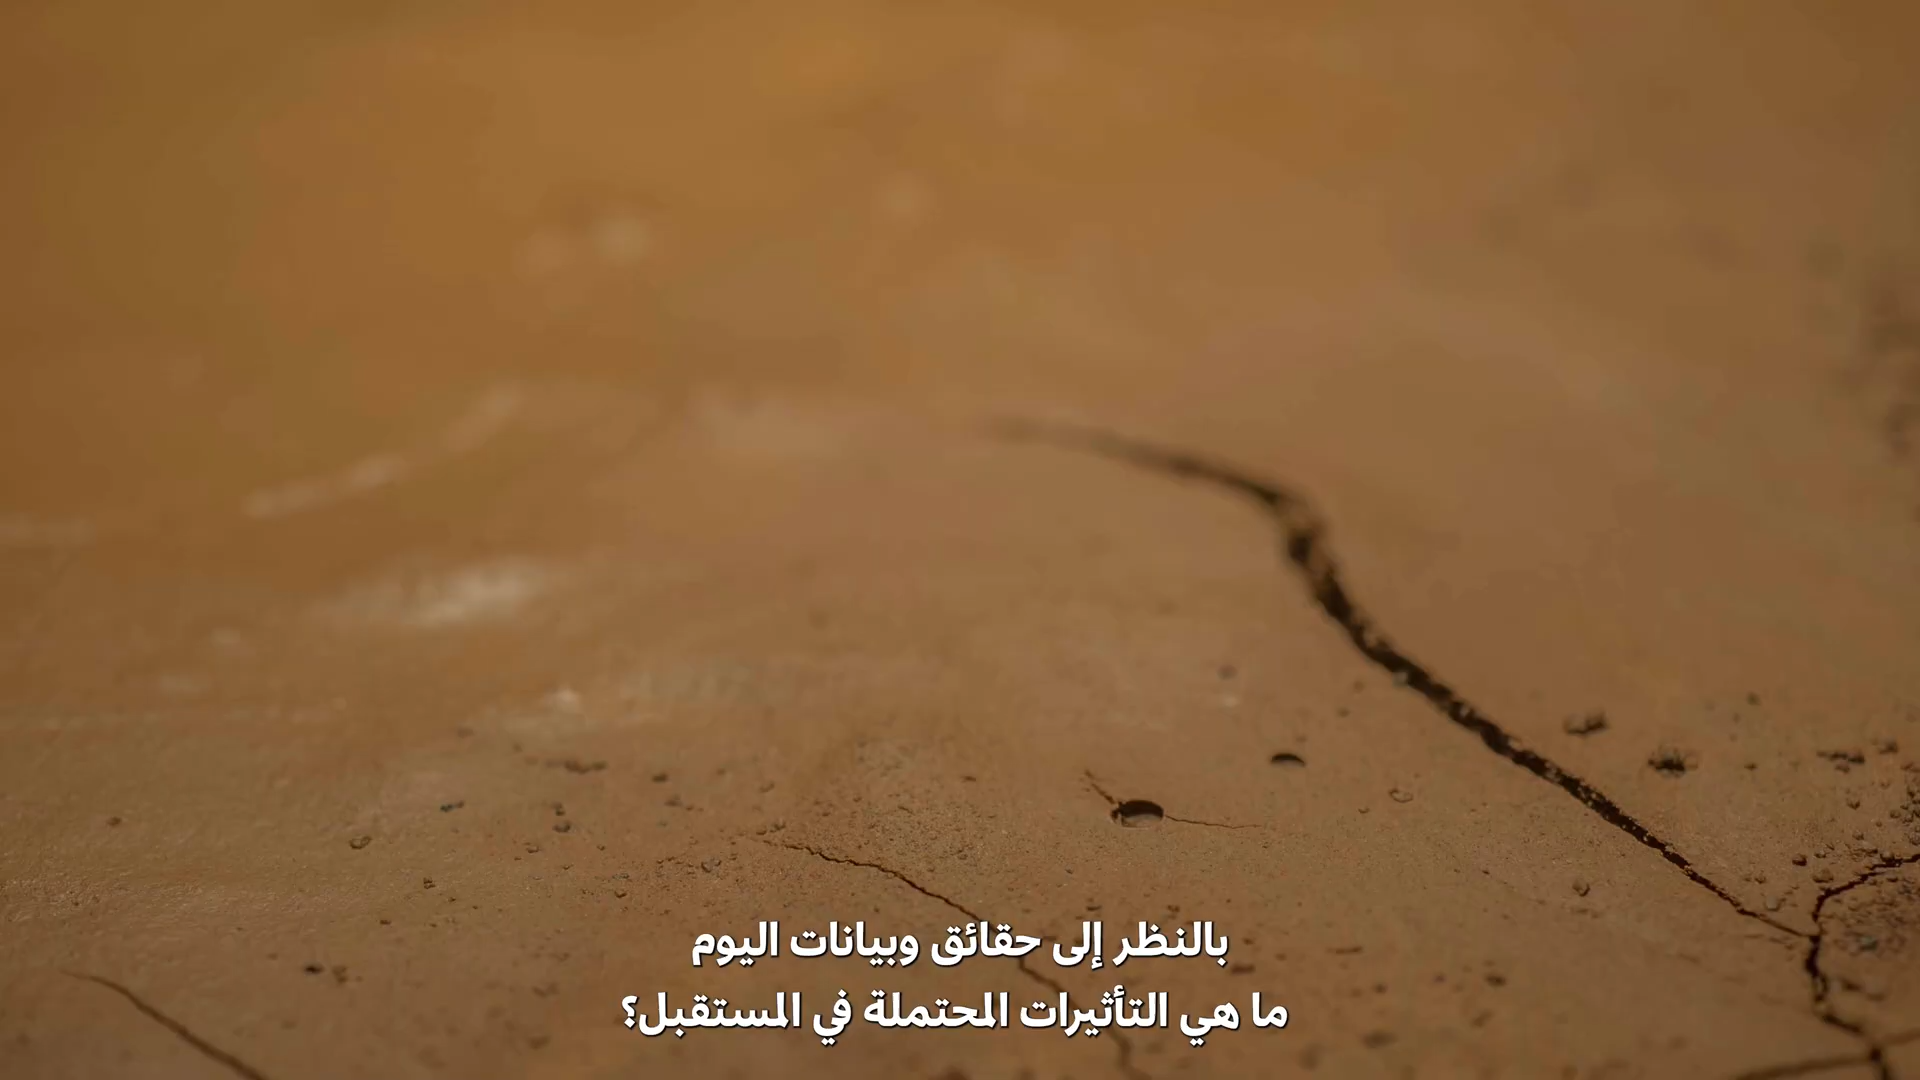 بالنظر إلى حقائق وبيانات اليوم
ما هي التأثيرات المحتملة في المستقبل؟